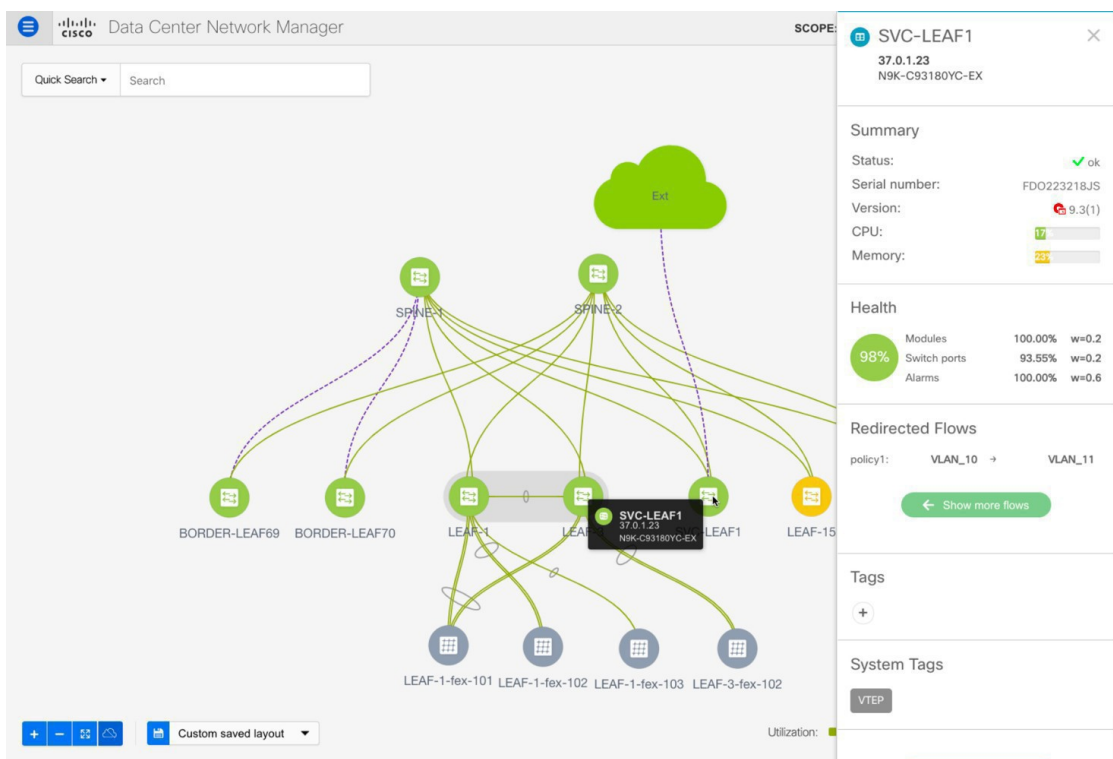 CISCO Data Center Network Manager
SCOPE:
Quick Search
Search
Ext
SPINE-1
SPINE-2
BORDER-LEAF69
BORDER-LEAF70
LEAF-1
SVC-LEAF1
37.0.1.23
N9K-C93180YC-EX
LEAF-15
LEAF-1-fex-101
LEAF-1-fex-102
LEAF-1-fex-103
LEAF-3-fex-102
+ −
Custom saved layout
Utilization:
SVC-LEAF1
37.0.1.23
N9K-C93180YC-EX
Summary
Status: ok
Serial number: FDO223218JS
Version: 9.3(1)
CPU: 17%
Memory: 23%
Health
98%
Modules 100.00% w=0.2
Switch ports 93.55% w=0.2
Alarms 100.00% w=0.6
Redirected Flows
policy1: VLAN_10 → VLAN_11
← Show more flows
Tags
+
System Tags
VTEP